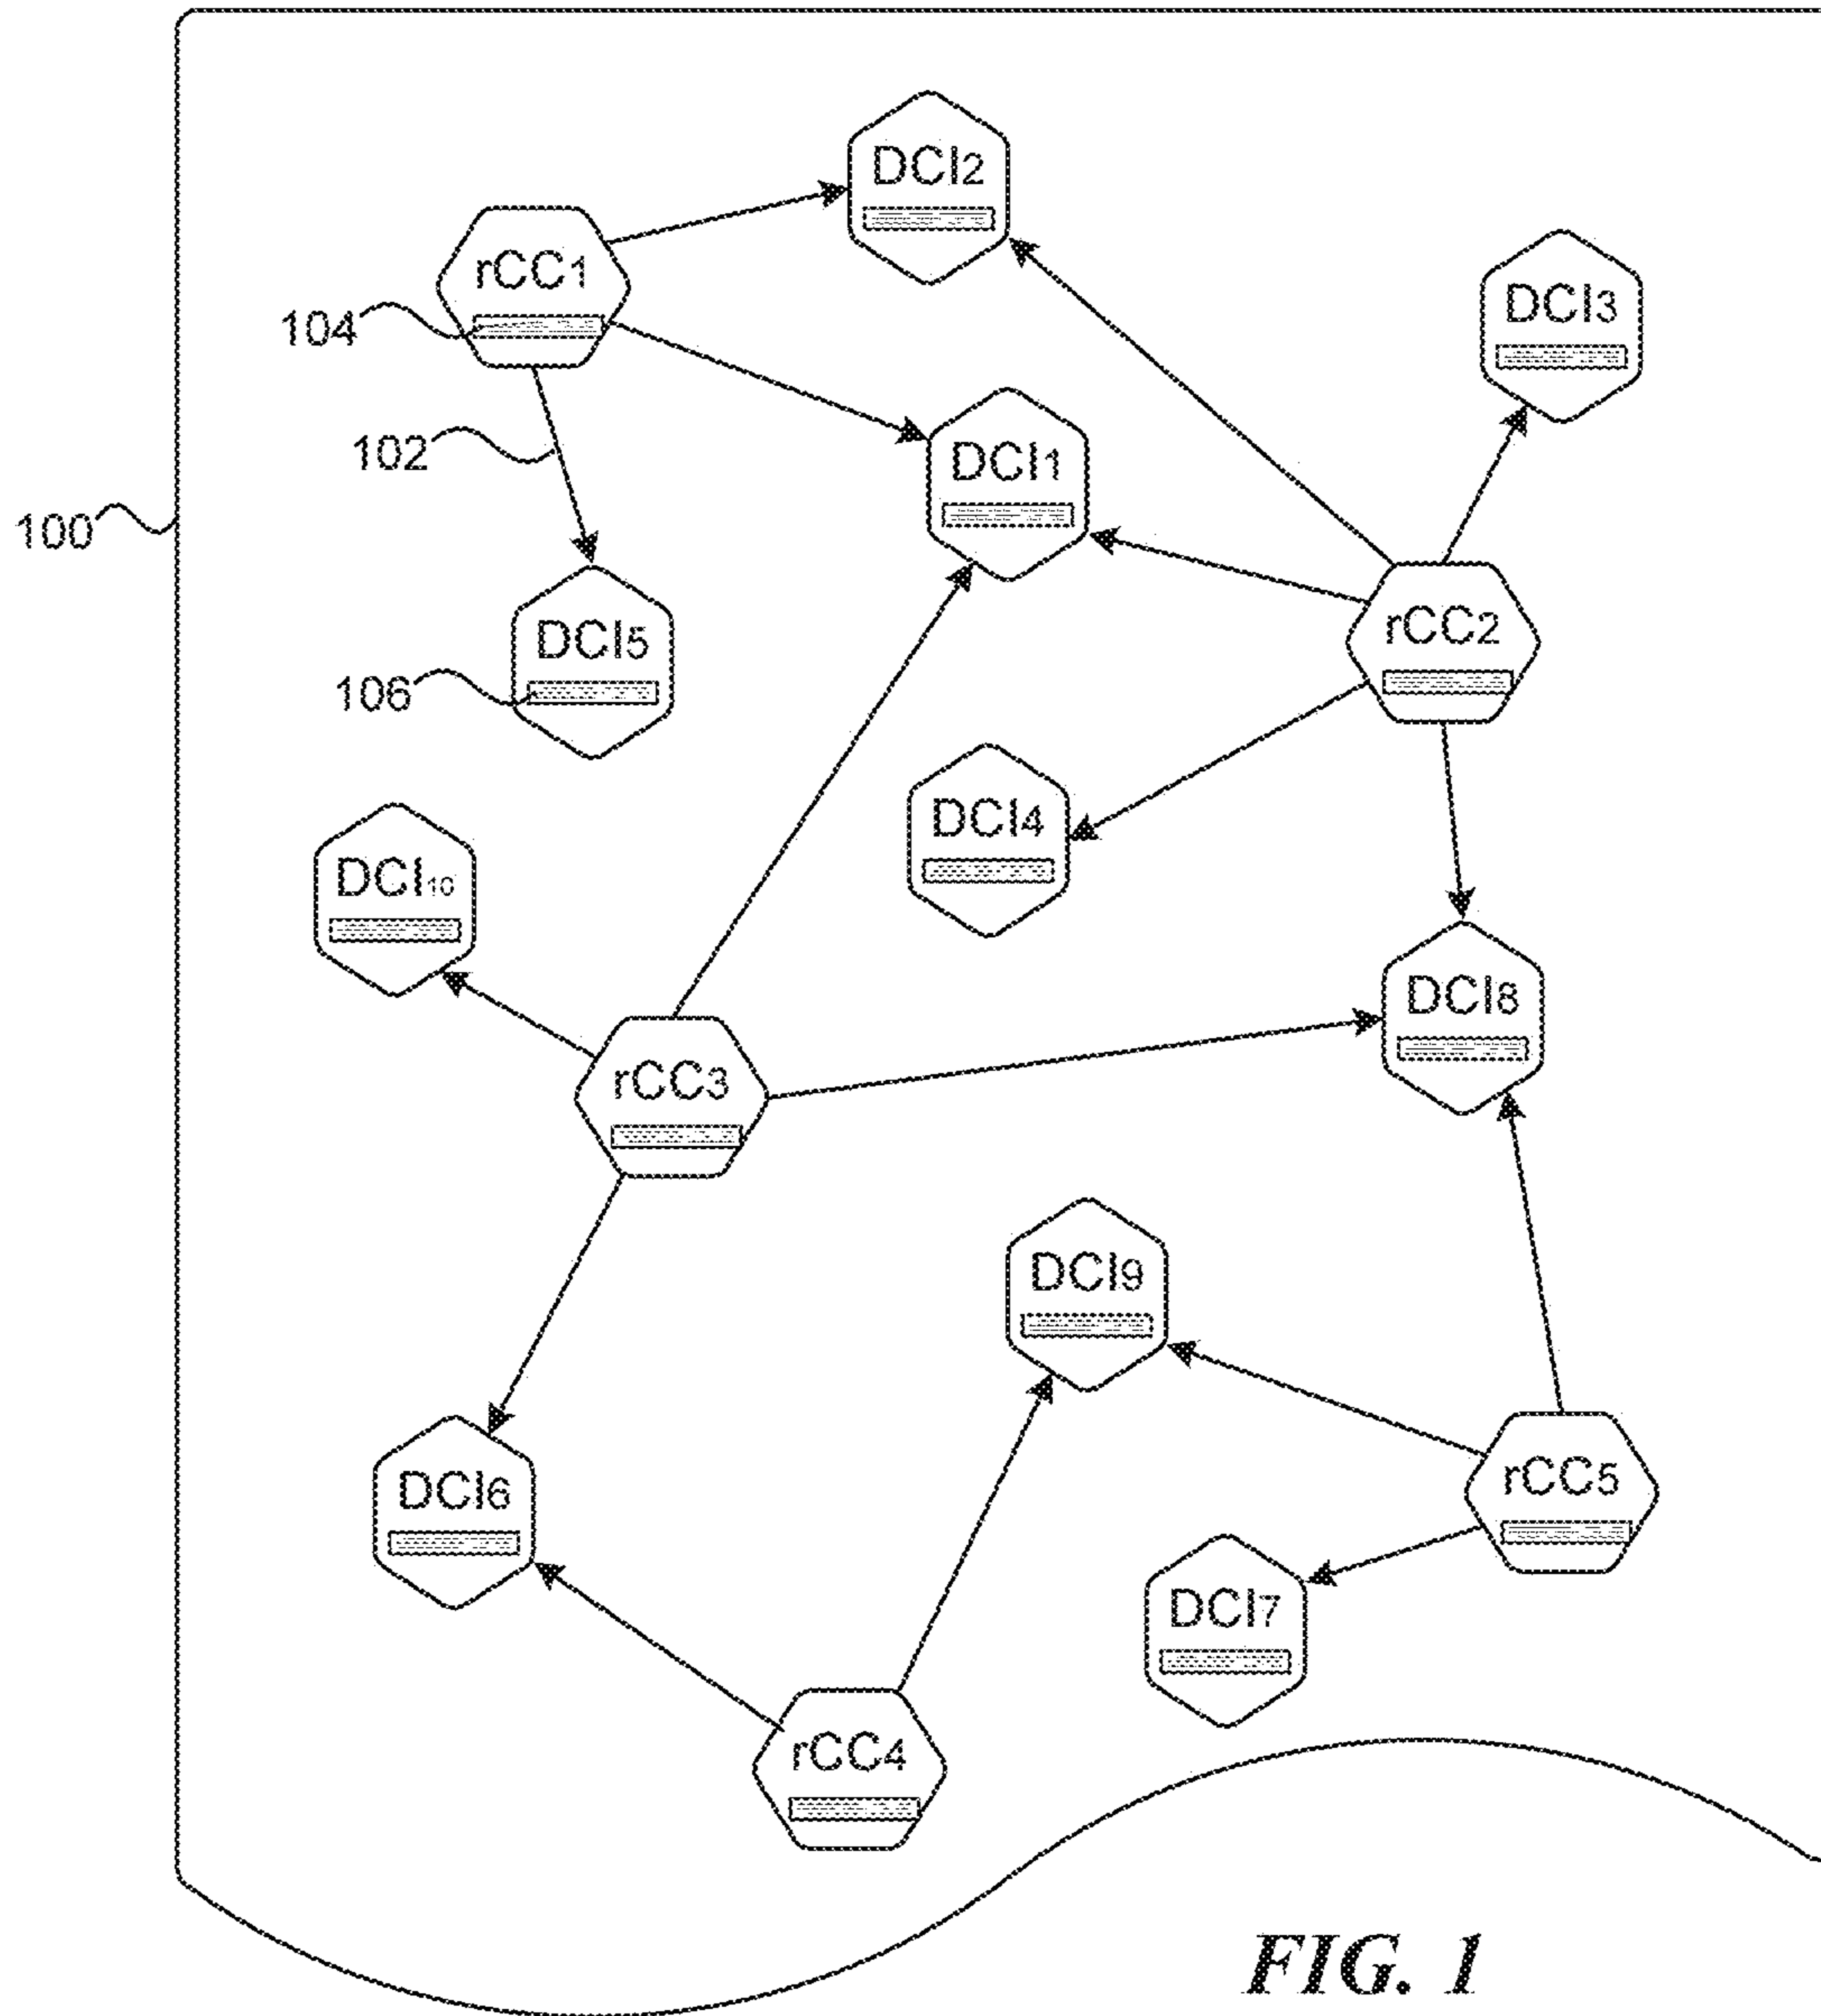 DCI2
rCC1
DCI3
104
DCI1
102
100
rCC2
DCI5
106
DCI4
DCI10
DCI8
rCC3
DCI9
rCC5
DCI6
DCI7
rCC4
FIG. 1